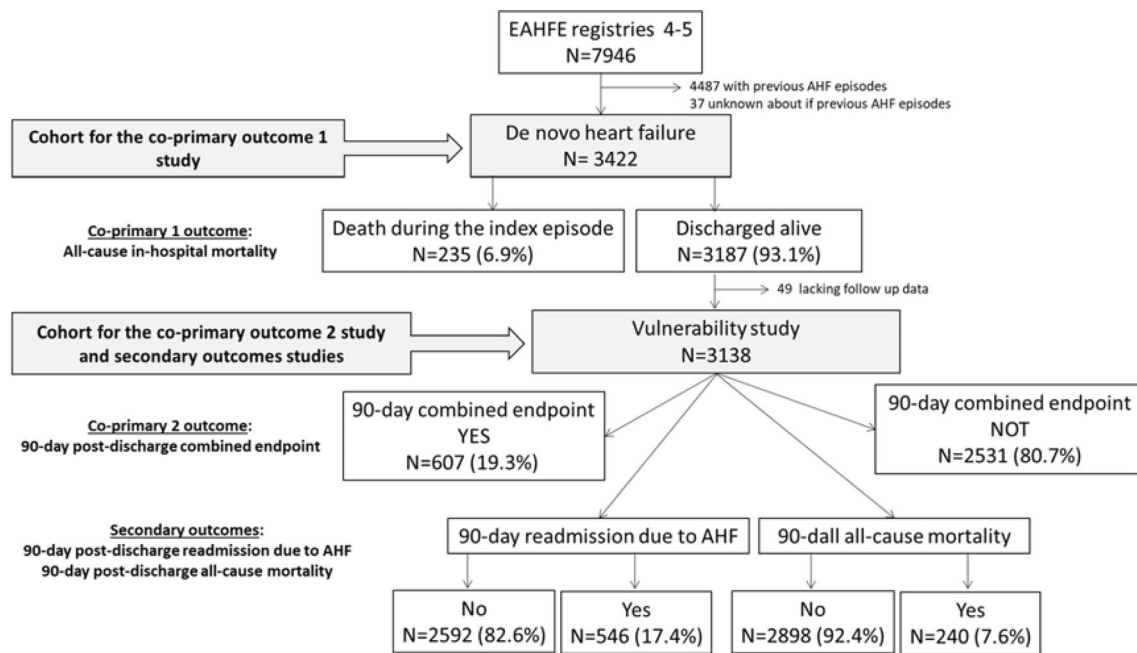 EAHFE registries 4-5
N=7946
4487 with previous AHF episodes
37 unknown about if previous AHF episodes
Cohort for the co-primary outcome 1
study
De novo heart failure
N= 3422
Co-primary 1 outcome:
All-cause in-hospital mortality
Death during the index episode
N=235 (6.9%)
Discharged alive
N=3187 (93.1%)
49 lacking follow up data
Cohort for the co-primary outcome 2 study
and secondary outcomes studies
Vulnerability study
N=3138
Co-primary 2 outcome:
90-day post-discharge combined endpoint
90-day combined endpoint
YES
N=607 (19.3%)
90-day combined endpoint
NOT
N=2531 (80.7%)
Secondary outcomes:
90-day post-discharge readmission due to AHF
90-day post-discharge all-cause mortality
90-day readmission due to AHF
90-dall all-cause mortality
No
N=2592 (82.6%)
Yes
N=546 (17.4%)
No
N=2898 (92.4%)
Yes
N=240 (7.6%)